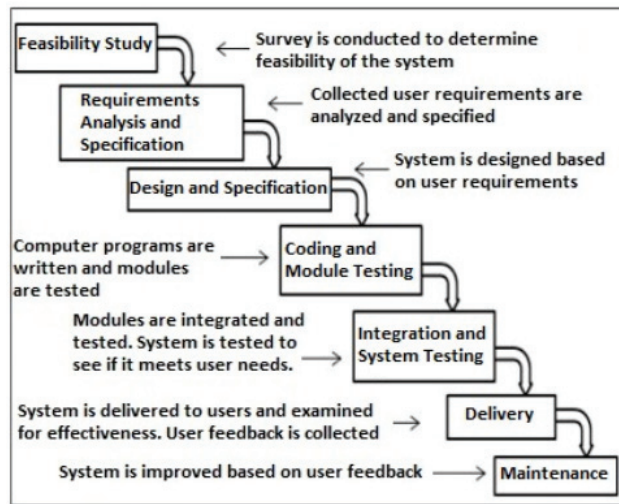 Feasibility Study
Survey is conducted to determine
feasibility of the system
Requirements
Analysis and
Specification
Collected user requirements are
analyzed and specified
Design and Specification
System is designed based
on user requirements
Computer programs are
written and modules
are tested
Coding and
Module Testing
Modules are integrated and
tested. System is tested to
see if it meets user needs.
Integration and
System Testing
System is delivered to users and examined
for effectiveness. User feedback is collected
Delivery
System is improved based on user feedback
Maintenance